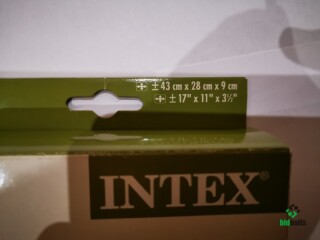 ± 43 cm x 28 cm x 9 cm
± 17" x 11" x 3½"
INTEX®